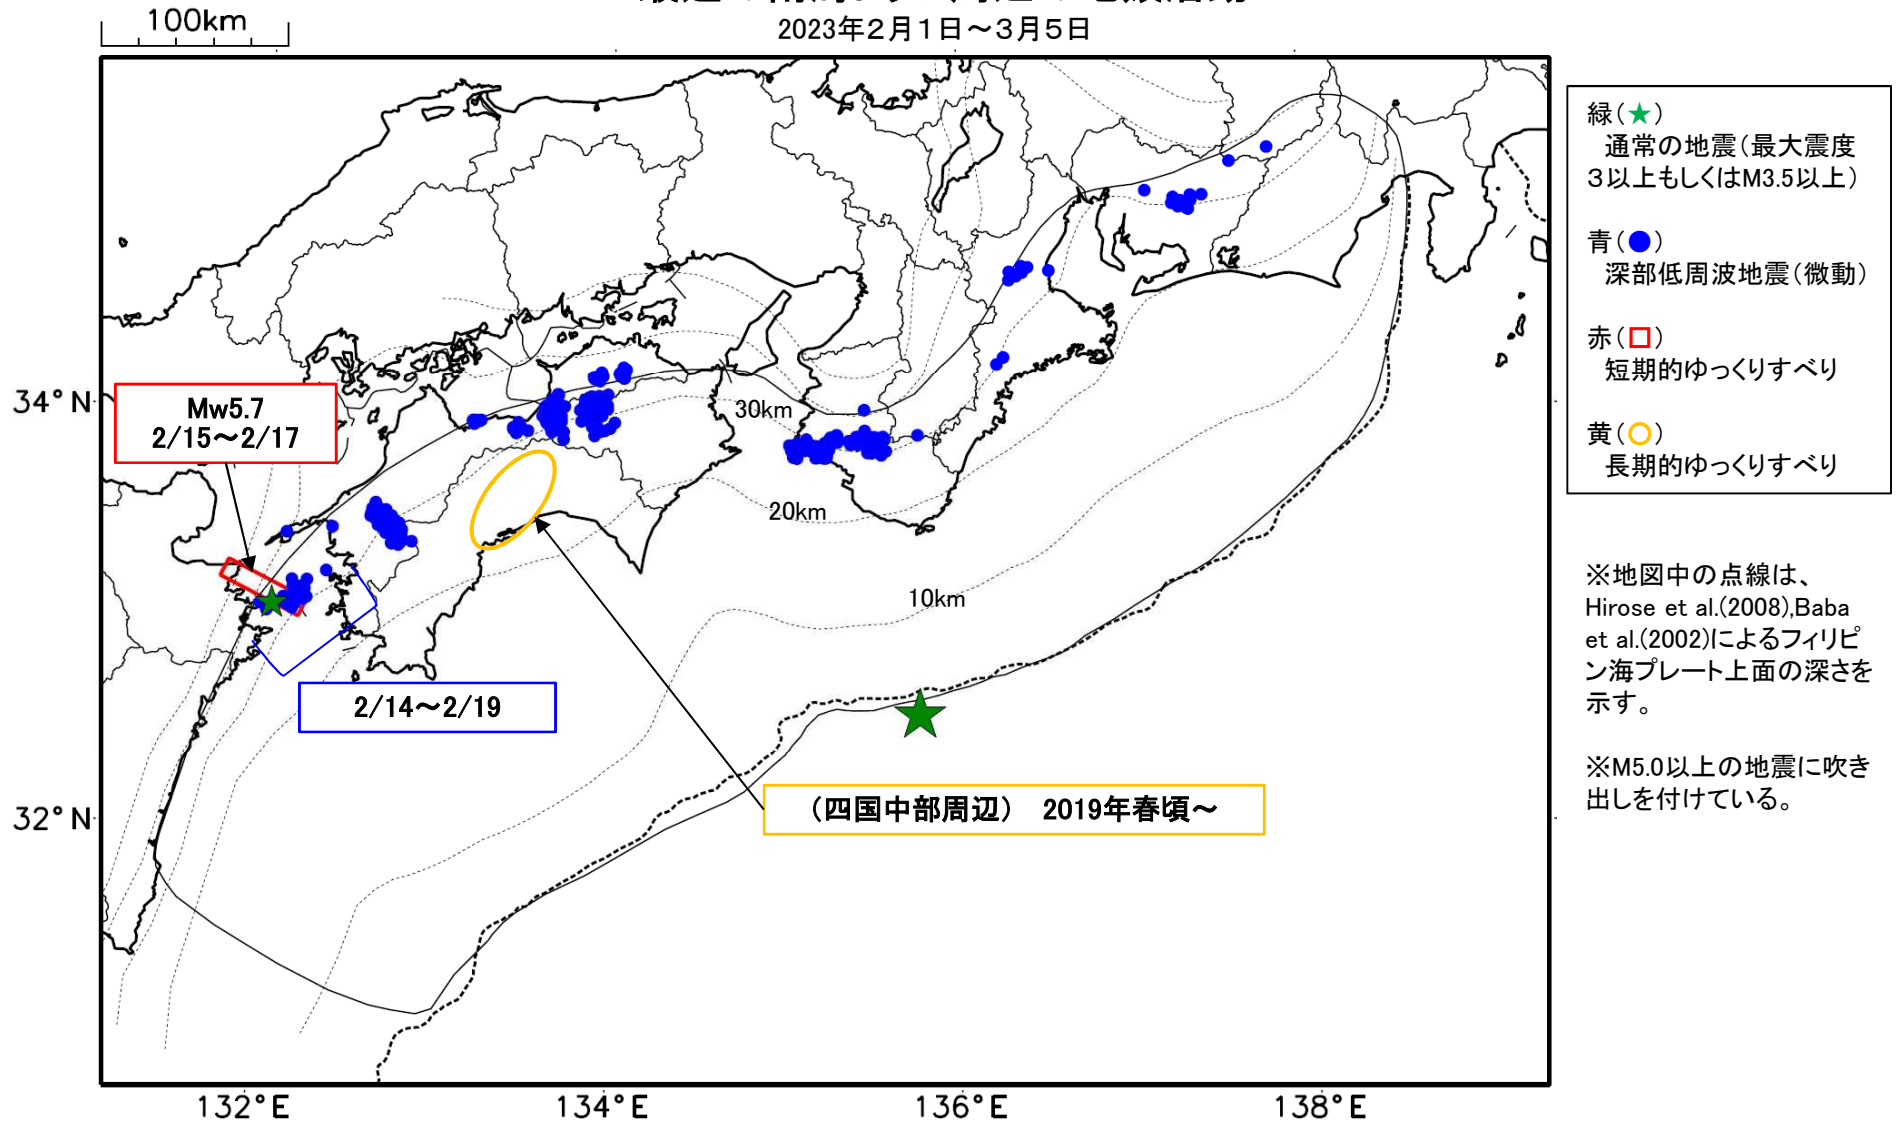 2023年２月１日～３月５日
100km
緑（★）
通常の地震（最大震度
３以上もしくはM3.5以上）
青（●）
深部低周波地震（微動）
赤（□）
短期的ゆっくりすべり
黄（○）
長期的ゆっくりすべり
※地図中の点線は、
Hirose et al.(2008),Baba
et al.(2002)によるフィリピ
ン海プレート上面の深さを
示す。
※M5.0以上の地震に吹き
出しを付けている。
34°N
Mw5.7
2/15～2/17
30km
20km
10km
2/14～2/19
（四国中部周辺）　2019年春頃～
32°N
132°E
134°E
136°E
138°E